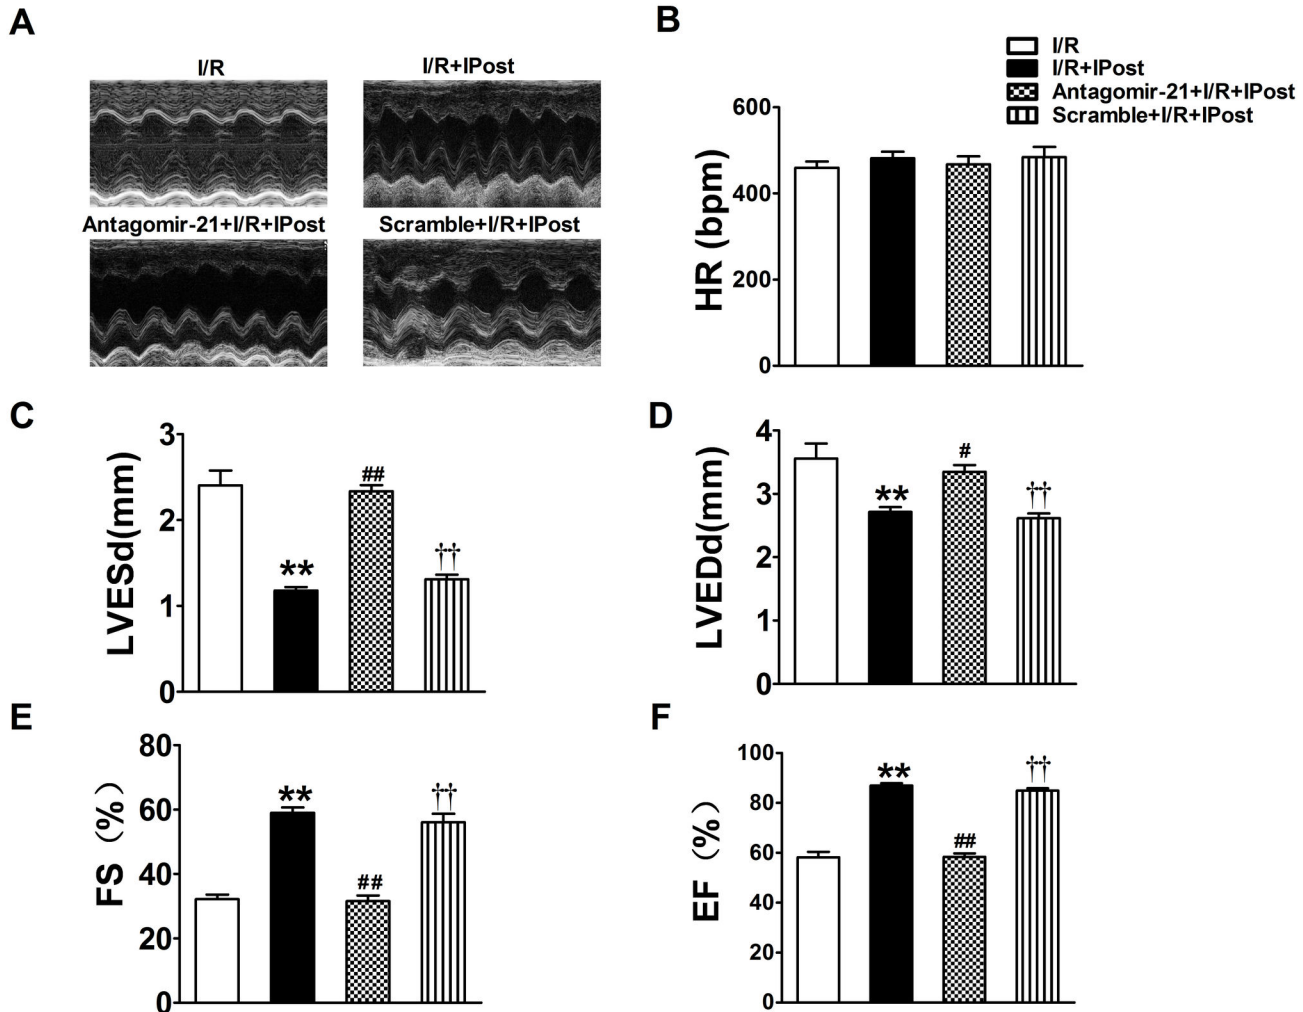 A
I/R
I/R+IPost
Antagomir-21+I/R+IPost
Scramble+I/R+IPost
B
I/R
I/R+IPost
Antagomir-21+I/R+IPost
Scramble+I/R+IPost
HR (bpm)
600
400
200
0
C
LVESd(mm)
3
2
1
0
**
##
††
D
LVEDd(mm)
4
3
2
1
0
**
#
††
E
FS（%）
80
60
40
20
0
**
##
††
F
EF（%）
100
80
60
40
20
0
**
##
††